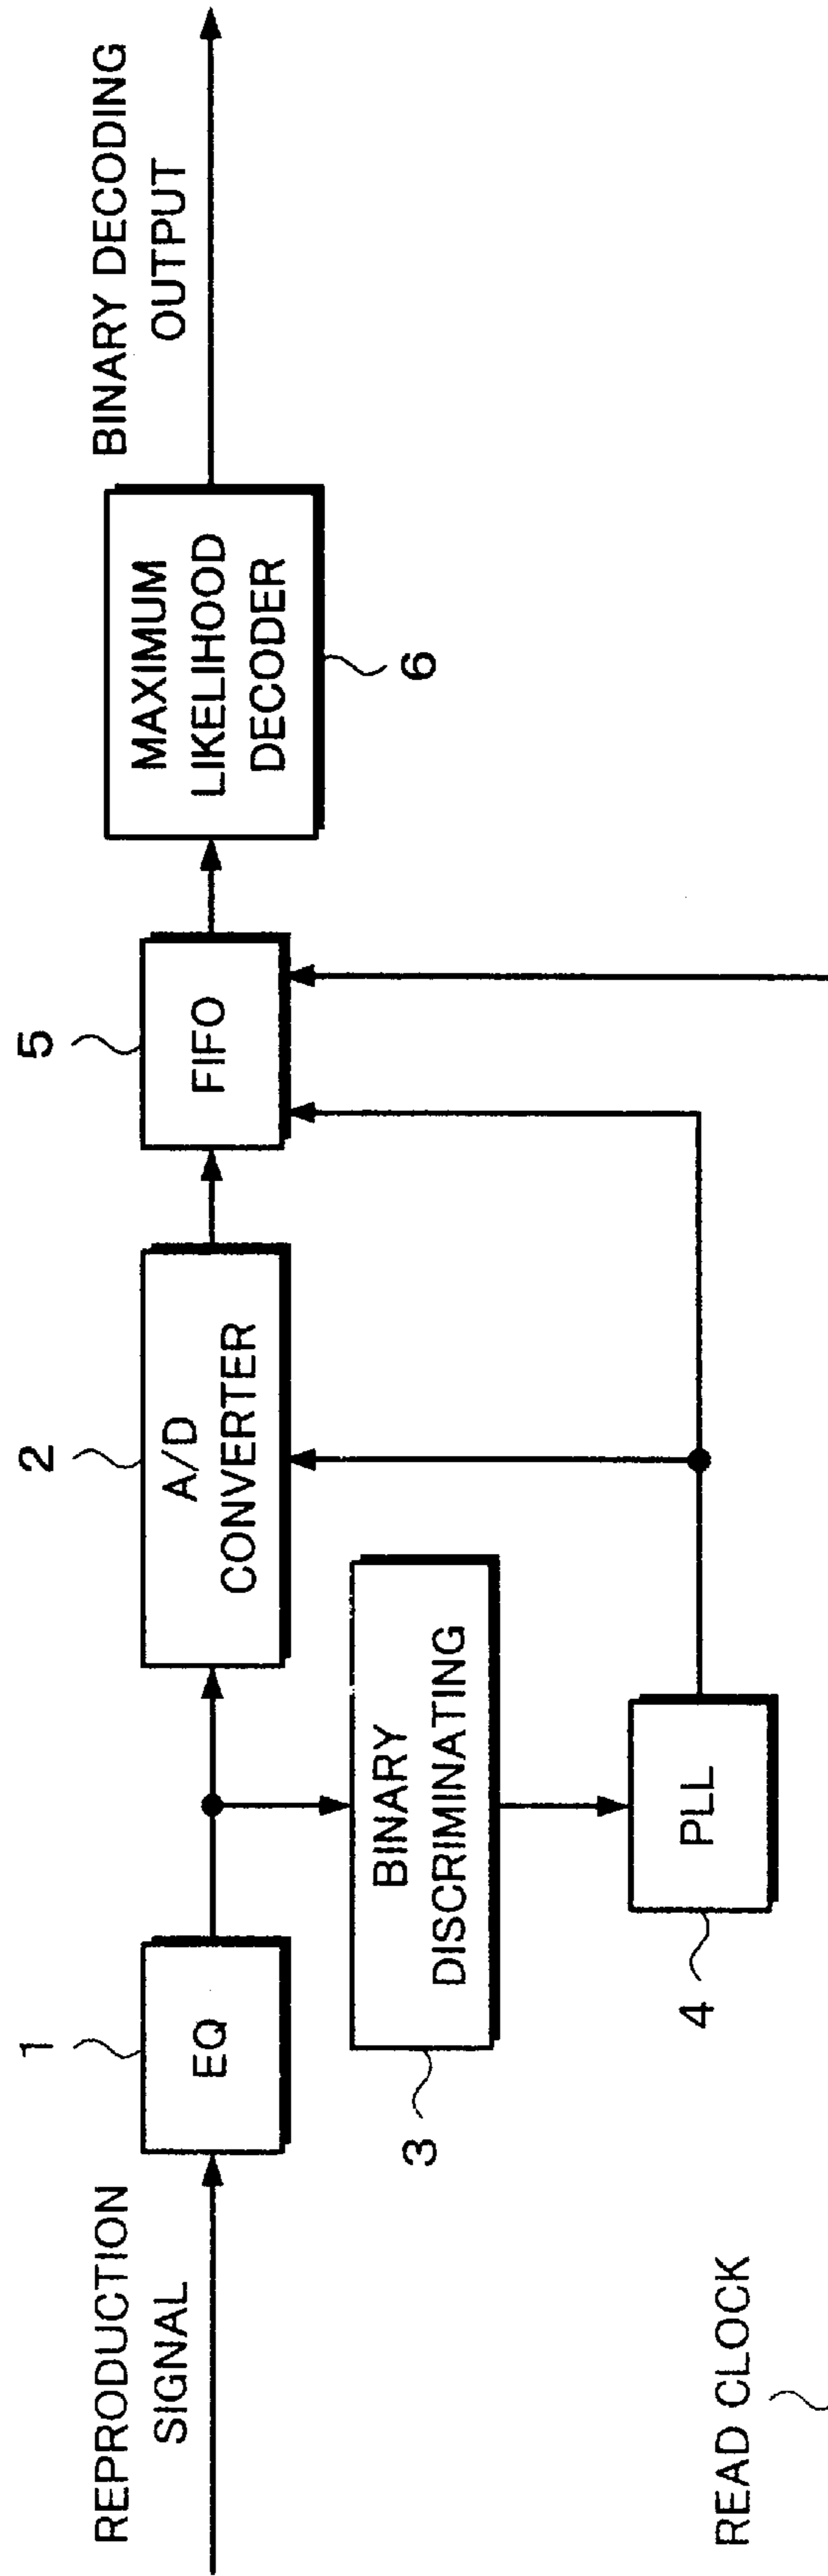 REPRODUCTION
SIGNAL
1
EQ
2
A/D
CONVERTER
5
FIFO
MAXIMUM
LIKELIHOOD
DECODER
6
BINARY DECODING
OUTPUT
3
BINARY
DISCRIMINATING
4
PLL
READ CLOCK